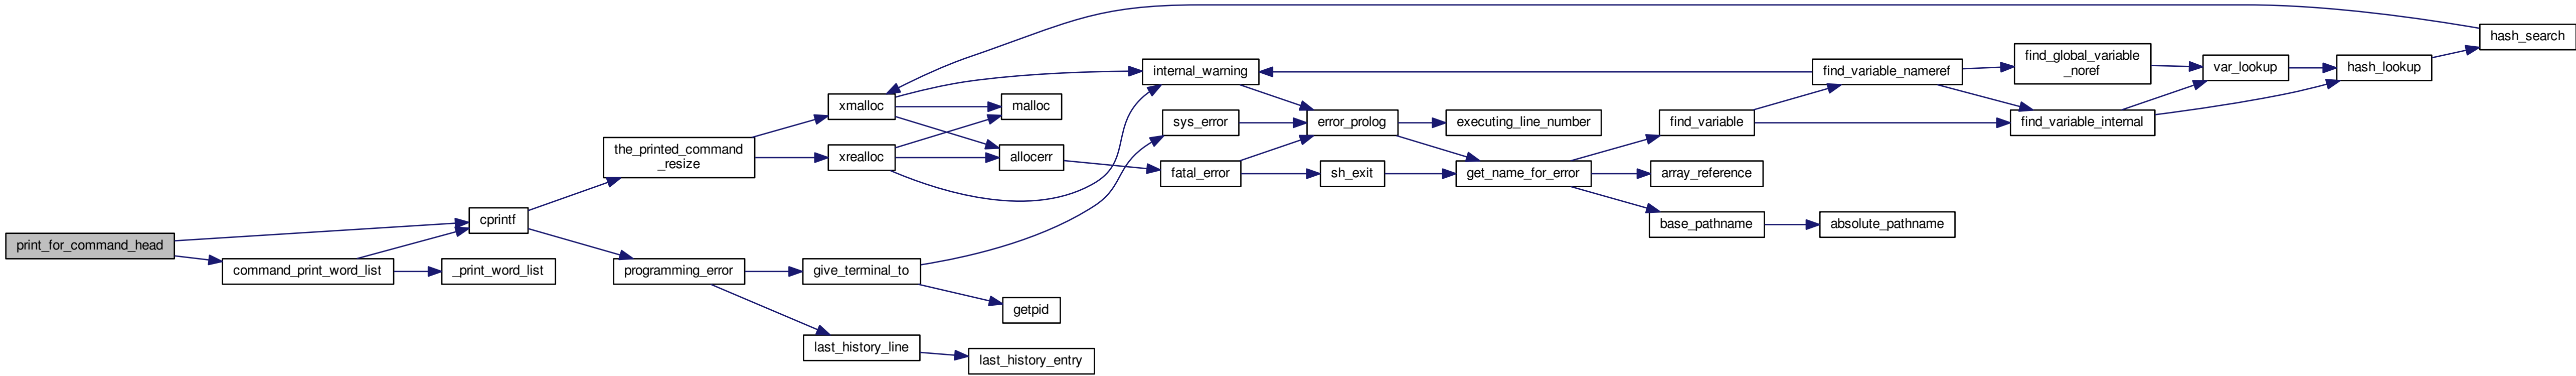 print_for_command_head
command_print_word_list
cprintf
_print_word_list
the_printed_command
_resize
programming_error
xmalloc
xrealloc
give_terminal_to
last_history_line
malloc
allocerr
getpid
last_history_entry
internal_warning
sys_error
fatal_error
error_prolog
sh_exit
executing_line_number
get_name_for_error
find_variable
array_reference
base_pathname
find_variable_nameref
absolute_pathname
find_global_variable
_noref
find_variable_internal
var_lookup
hash_lookup
hash_search